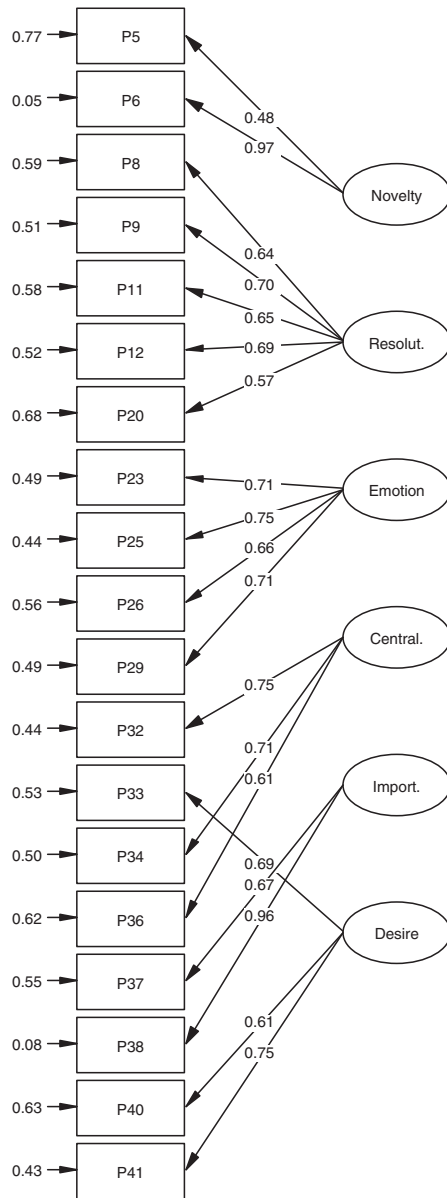 0.77 P5
0.05 P6
0.59 P8
0.51 P9
0.58 P11
0.52 P12
0.68 P20
0.49 P23
0.44 P25
0.56 P26
0.49 P29
0.44 P32
0.53 P33
0.50 P34
0.62 P36
0.55 P37
0.08 P38
0.63 P40
0.43 P41
0.48
0.97
0.64
0.70
0.65
0.69
0.57
0.71
0.75
0.66
0.71
0.75
0.71
0.61
0.69
0.67
0.96
0.61
0.75
Novelty
Resolut.
Emotion
Central.
Import.
Desire